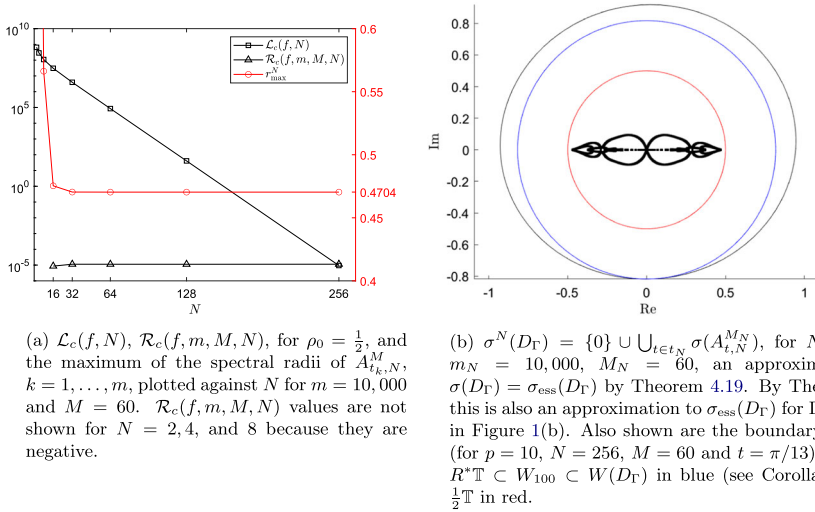 10^10
10^5
10^0
10^-5
0.6
0.55
0.5
0.4704
0.45
0.4
16 32 64 128 256
N
ℒ_c(f, N)
ℛ_c(f, m, M, N)
r^N_max
0.8
0.6
0.4
0.2
0
-0.2
-0.4
-0.6
-0.8
Im
-1 -0.5 0 0.5 1
Re
(a) ℒ_c(f, N), ℛ_c(f, m, M, N), for ρ_0 = 1/2, and
the maximum of the spectral radii of A^M_{t_k,N},
k = 1, . . . , m, plotted against N for m = 10, 000
and M = 60. ℛ_c(f, m, M, N) values are not
shown for N = 2, 4, and 8 because they are
negative.
(b) σ^N(D_Γ) = {0} ∪ ⋃_{t∈t_N} σ(A^{M_N}_{t,N}), for N
m_N = 10, 000, M_N = 60, an approxim
σ(D_Γ) = σ_ess(D_Γ) by Theorem 4.19. By The
this is also an approximation to σ_ess(D_Γ) for
in Figure 1(b). Also shown are the boundary
(for p = 10, N = 256, M = 60 and t = π/13)
R*𝕋 ⊂ W_100 ⊂ W(D_Γ) in blue (see Corolla
1/2𝕋 in red.